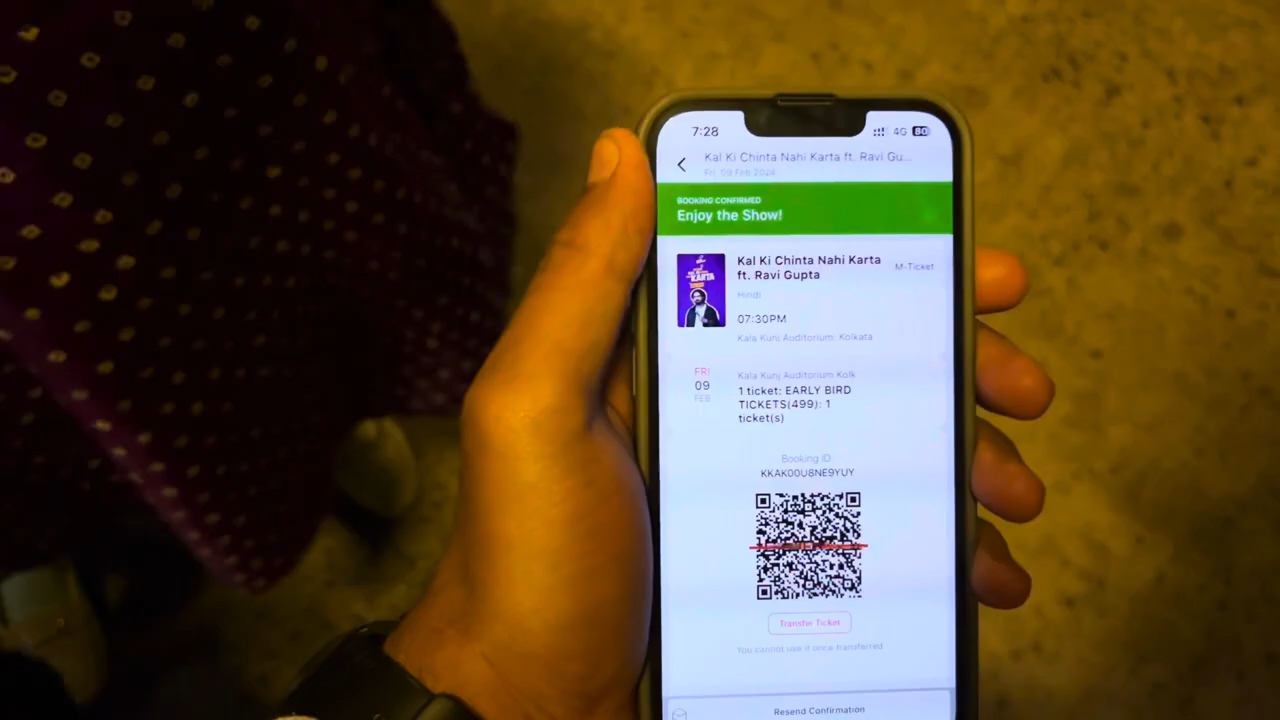 7:28
4G 80
Kal Ki Chinta Nahi Karta ft. Ravi Gu...
Fri, 09 Feb 2024
BOOKING CONFIRMED
Enjoy the Show!
Kal Ki Chinta Nahi Karta
ft. Ravi Gupta
M-Ticket
KARTA
Hindi
07:30PM
Kala Kunj Auditorium: Kolkata
FRI
09
FEB
Kala Kunj Auditorium Kolk
1 ticket: EARLY BIRD
TICKETS(499): 1
ticket(s)
Booking ID:
KKAK00U8NE9YUY
Transfer Ticket
You cannot use it once transferred
Resend Confirmation